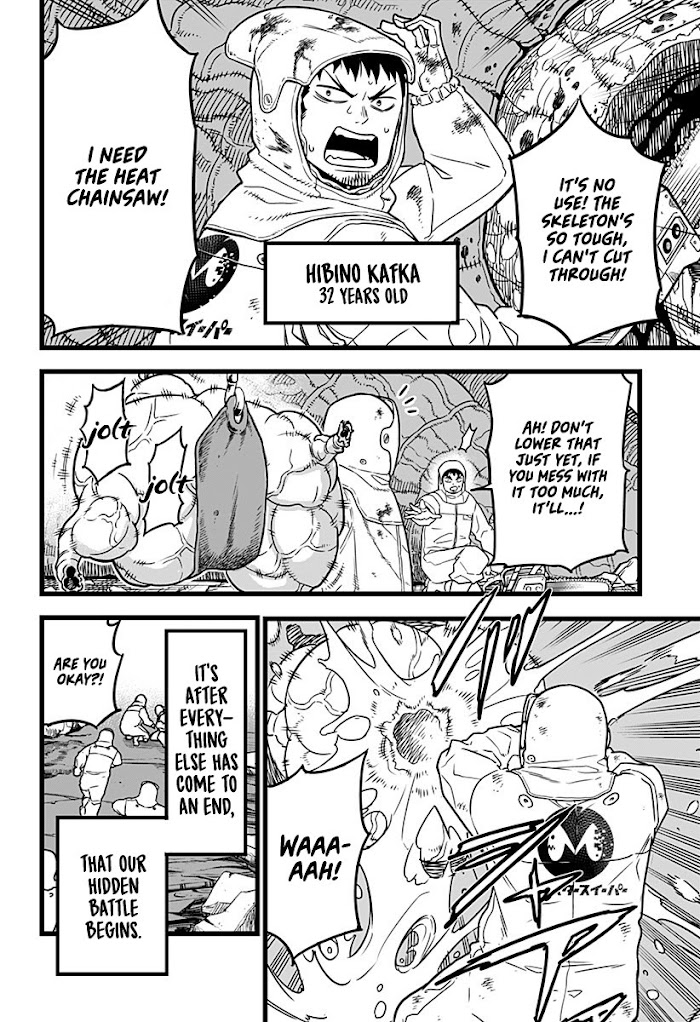 IT'S NO
USE! THE
SKELETON'S
SO TOUGH,
I CAN'T CUT
THROUGH!
I NEED
THE HEAT
CHAINSAW!
HIBINO KAFKA
32 YEARS OLD
AH! DON'T
LOWER THAT
JUST YET, IF
YOU MESS WITH
IT TOO MUCH,
IT'LL...!
jolt
jolt
WAAA-
AAH!
ARE YOU
OKAY?!
IT'S
AFTER
EVERY-
THING
ELSE HAS
COME TO
AN END,
THAT OUR
HIDDEN
BATTLE
BEGINS.